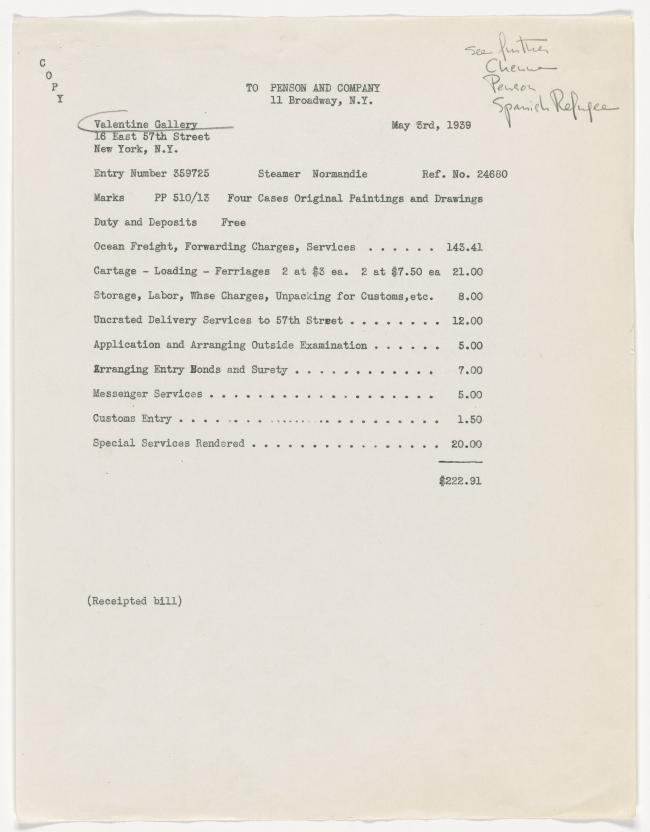 COPY
see further
Penson
Spanish Refugee
TO PENSON AND COMPANY
11 Broadway, N.Y.
Valentine Gallery May 3rd, 1939
16 East 57th Street
New York, N.Y.
Entry Number 359725 Steamer Normandie Ref. No. 24680
Marks PP 510/13 Four Cases Original Paintings and Drawings
Duty and Deposits Free
Ocean Freight, Forwarding Charges, Services . . . . . . 143.41
Cartage - Loading - Ferriages 2 at $3 ea. 2 at $7.50 ea 21.00
Storage, Labor, Whse Charges, Unpacking for Customs,etc. 8.00
Uncrated Delivery Services to 57th Street . . . . . . . . 12.00
Application and Arranging Outside Examination . . . . . . 5.00
Arranging Entry Bonds and Surety . . . . . . . . . . . . 7.00
Messenger Services . . . . . . . . . . . . . . . . . . . 5.00
Customs Entry . . . . . . . . . . . . . . . . . . . . . . 1.50
Special Services Rendered . . . . . . . . . . . . . . . . 20.00
$222.91
(Receipted bill)